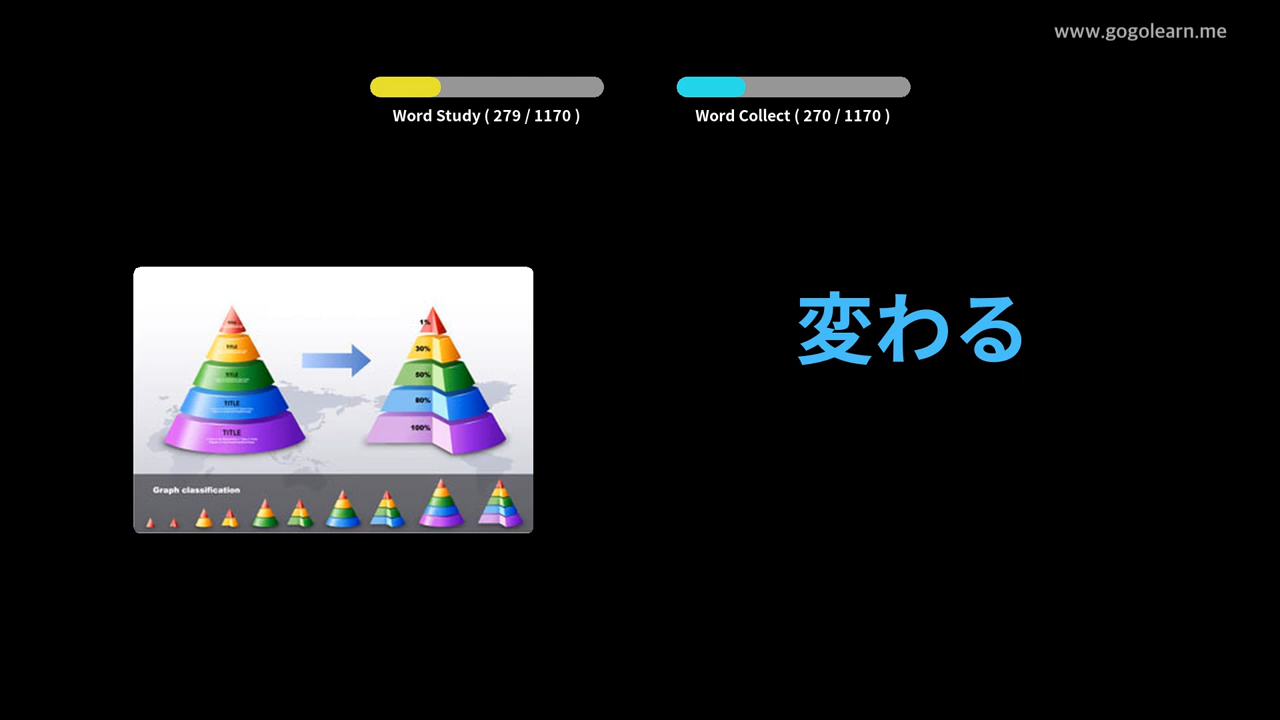 www.gogolearn.me
Word Study ( 279 / 1170 )
Word Collect ( 270 / 1170 )
変わる
TITLE
TITLE
TITLE
TITLE
1%
30%
50%
80%
100%
Graph classification